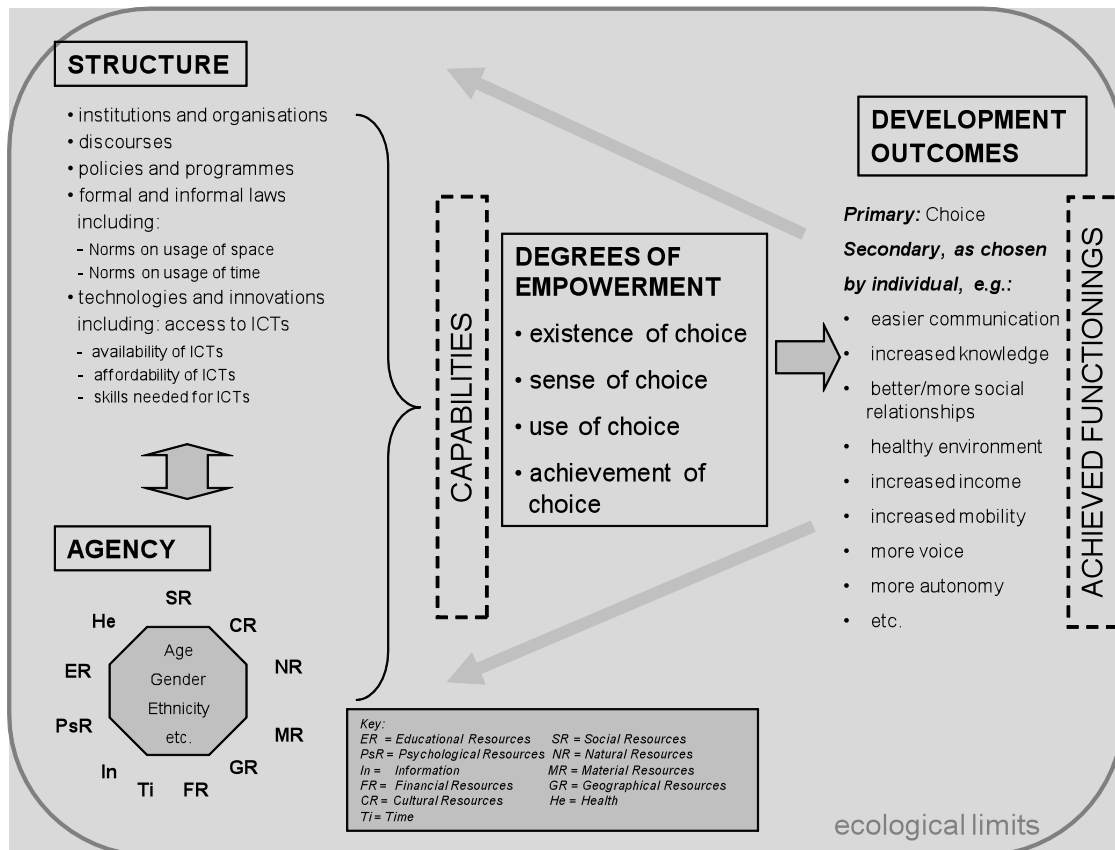 STRUCTURE
• institutions and organisations
• discourses
• policies and programmes
• formal and informal laws
including:
- Norms on usage of space
- Norms on usage of time
• technologies and innovations
including: access to ICTs
- availability of ICTs
- affordability of ICTs
- skills needed for ICTs
AGENCY
SR
He
CR
ER
NR
PsR
MR
In
GR
Ti
FR
Age
Gender
Ethnicity
etc.
CAPABILITIES
DEGREES OF
EMPOWERMENT
• existence of choice
• sense of choice
• use of choice
• achievement of
choice
DEVELOPMENT
OUTCOMES
Primary: Choice
Secondary, as chosen
by individual, e.g.:
• easier communication
• increased knowledge
• better/more social
relationships
• healthy environment
• increased income
• increased mobility
• more voice
• more autonomy
• etc.
ACHIEVED FUNCTIONINGS
Key:
ER = Educational Resources SR = Social Resources
PsR = Psychological Resources NR = Natural Resources
In = Information MR = Material Resources
FR = Financial Resources GR = Geographical Resources
CR = Cultural Resources He = Health
Ti = Time
ecological limits